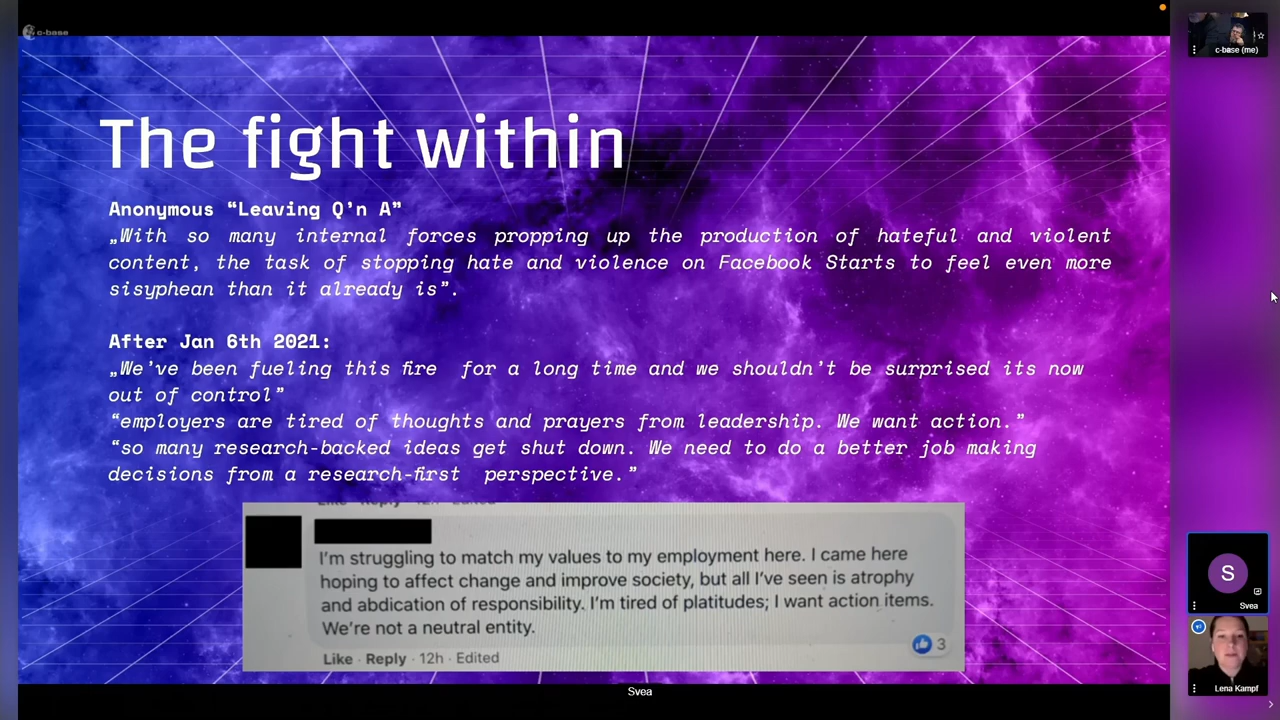 c-base
c-base (me)
The fight within
Anonymous “Leaving Q’n A”
„With so many internal forces propping up the production of hateful and violent
content, the task of stopping hate and violence on Facebook Starts to feel even more
sisyphean than it already is”.
After Jan 6th 2021:
„We’ve been fueling this fire for a long time and we shouldn’t be surprised its now
out of control”
“employers are tired of thoughts and prayers from leadership. We want action.”
“so many research-backed ideas get shut down. We need to do a better job making
decisions from a research-first perspective.”
Like · Reply · 12h · Edited
I’m struggling to match my values to my employment here. I came here
hoping to affect change and improve society, but all I’ve seen is atrophy
and abdication of responsibility. I’m tired of platitudes; I want action items.
We’re not a neutral entity.
3
Like · Reply · 12h · Edited
S
Svea
Lena Kampf
Svea